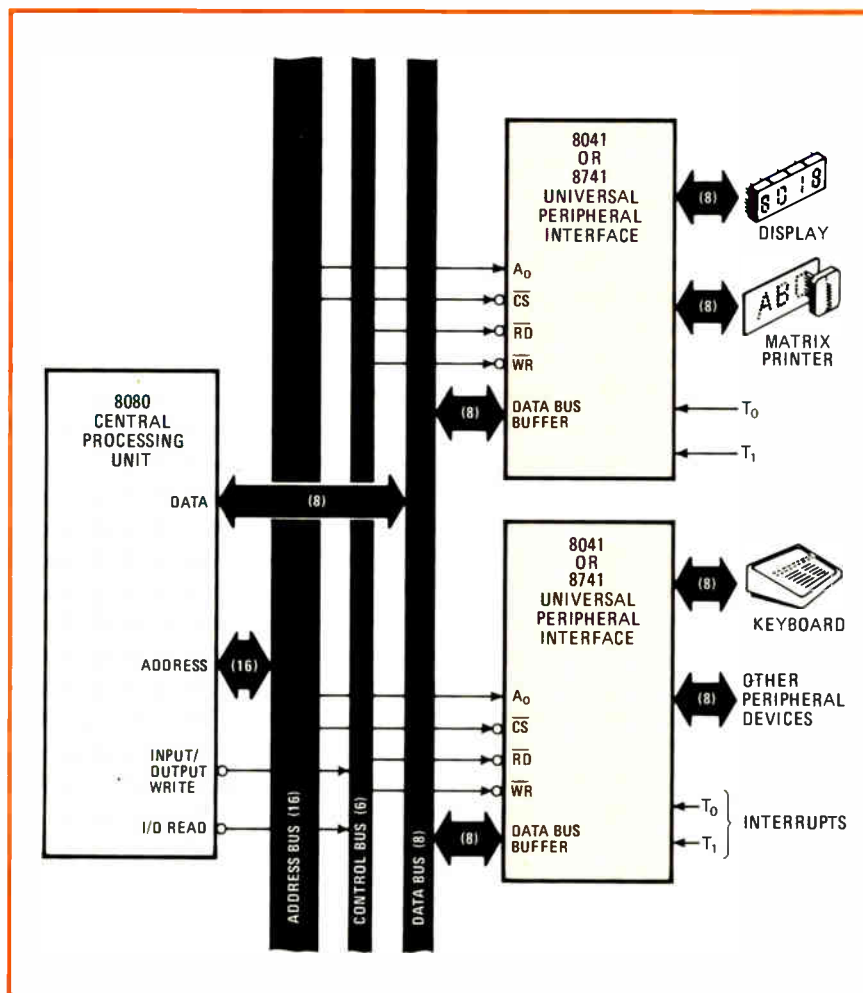 8041
OR
8741
UNIVERSAL
PERIPHERAL
INTERFACE
(8)
8018
DISPLAY
A0
CS
RD
WR
(8)
ABC
MATRIX
PRINTER
(8)
DATA BUS
BUFFER
T0
T1
8080
CENTRAL
PROCESSING
UNIT
DATA
(8)
ADDRESS
(16)
INPUT/
OUTPUT
WRITE
I/D READ
ADDRESS BUS (16)
CONTROL BUS (6)
DATA BUS (8)
8041
OR
8741
UNIVERSAL
PERIPHERAL
INTERFACE
(8)
KEYBOARD
A0
CS
RD
WR
(8)
OTHER
PERIPHERAL
DEVICES
(8)
DATA BUS
BUFFER
T0
T1
INTERRUPTS